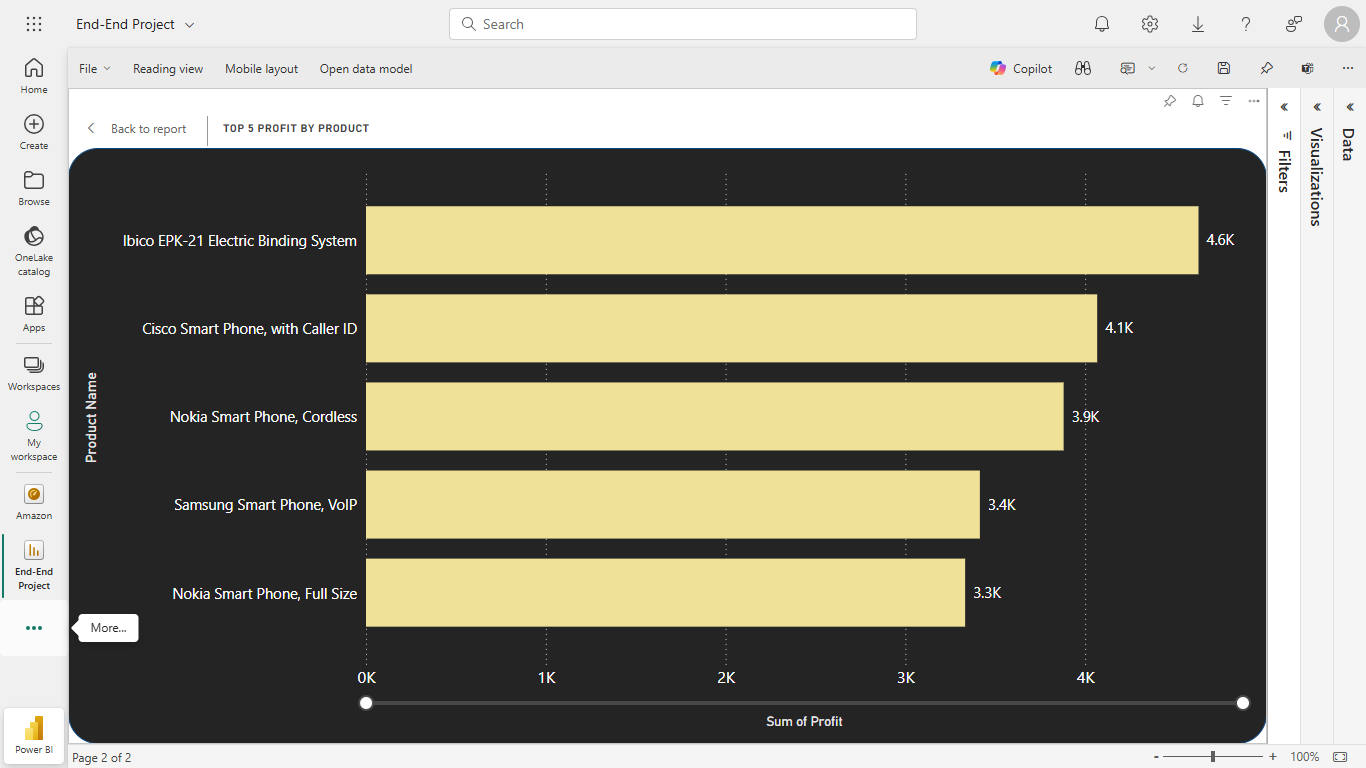 End-End Project
Search
File
Reading view
Mobile layout
Open data model
Copilot
Home
Create
Browse
OneLake
catalog
Apps
Workspaces
My
workspace
Amazon
End-End
Project
More...
Power BI
Back to report
TOP 5 PROFIT BY PRODUCT
Product Name
Ibico EPK-21 Electric Binding System
4.6K
Cisco Smart Phone, with Caller ID
4.1K
Nokia Smart Phone, Cordless
3.9K
Samsung Smart Phone, VoIP
3.4K
Nokia Smart Phone, Full Size
3.3K
0K
1K
2K
3K
4K
Sum of Profit
Filters
Visualizations
Data
Page 2 of 2
- + 100%